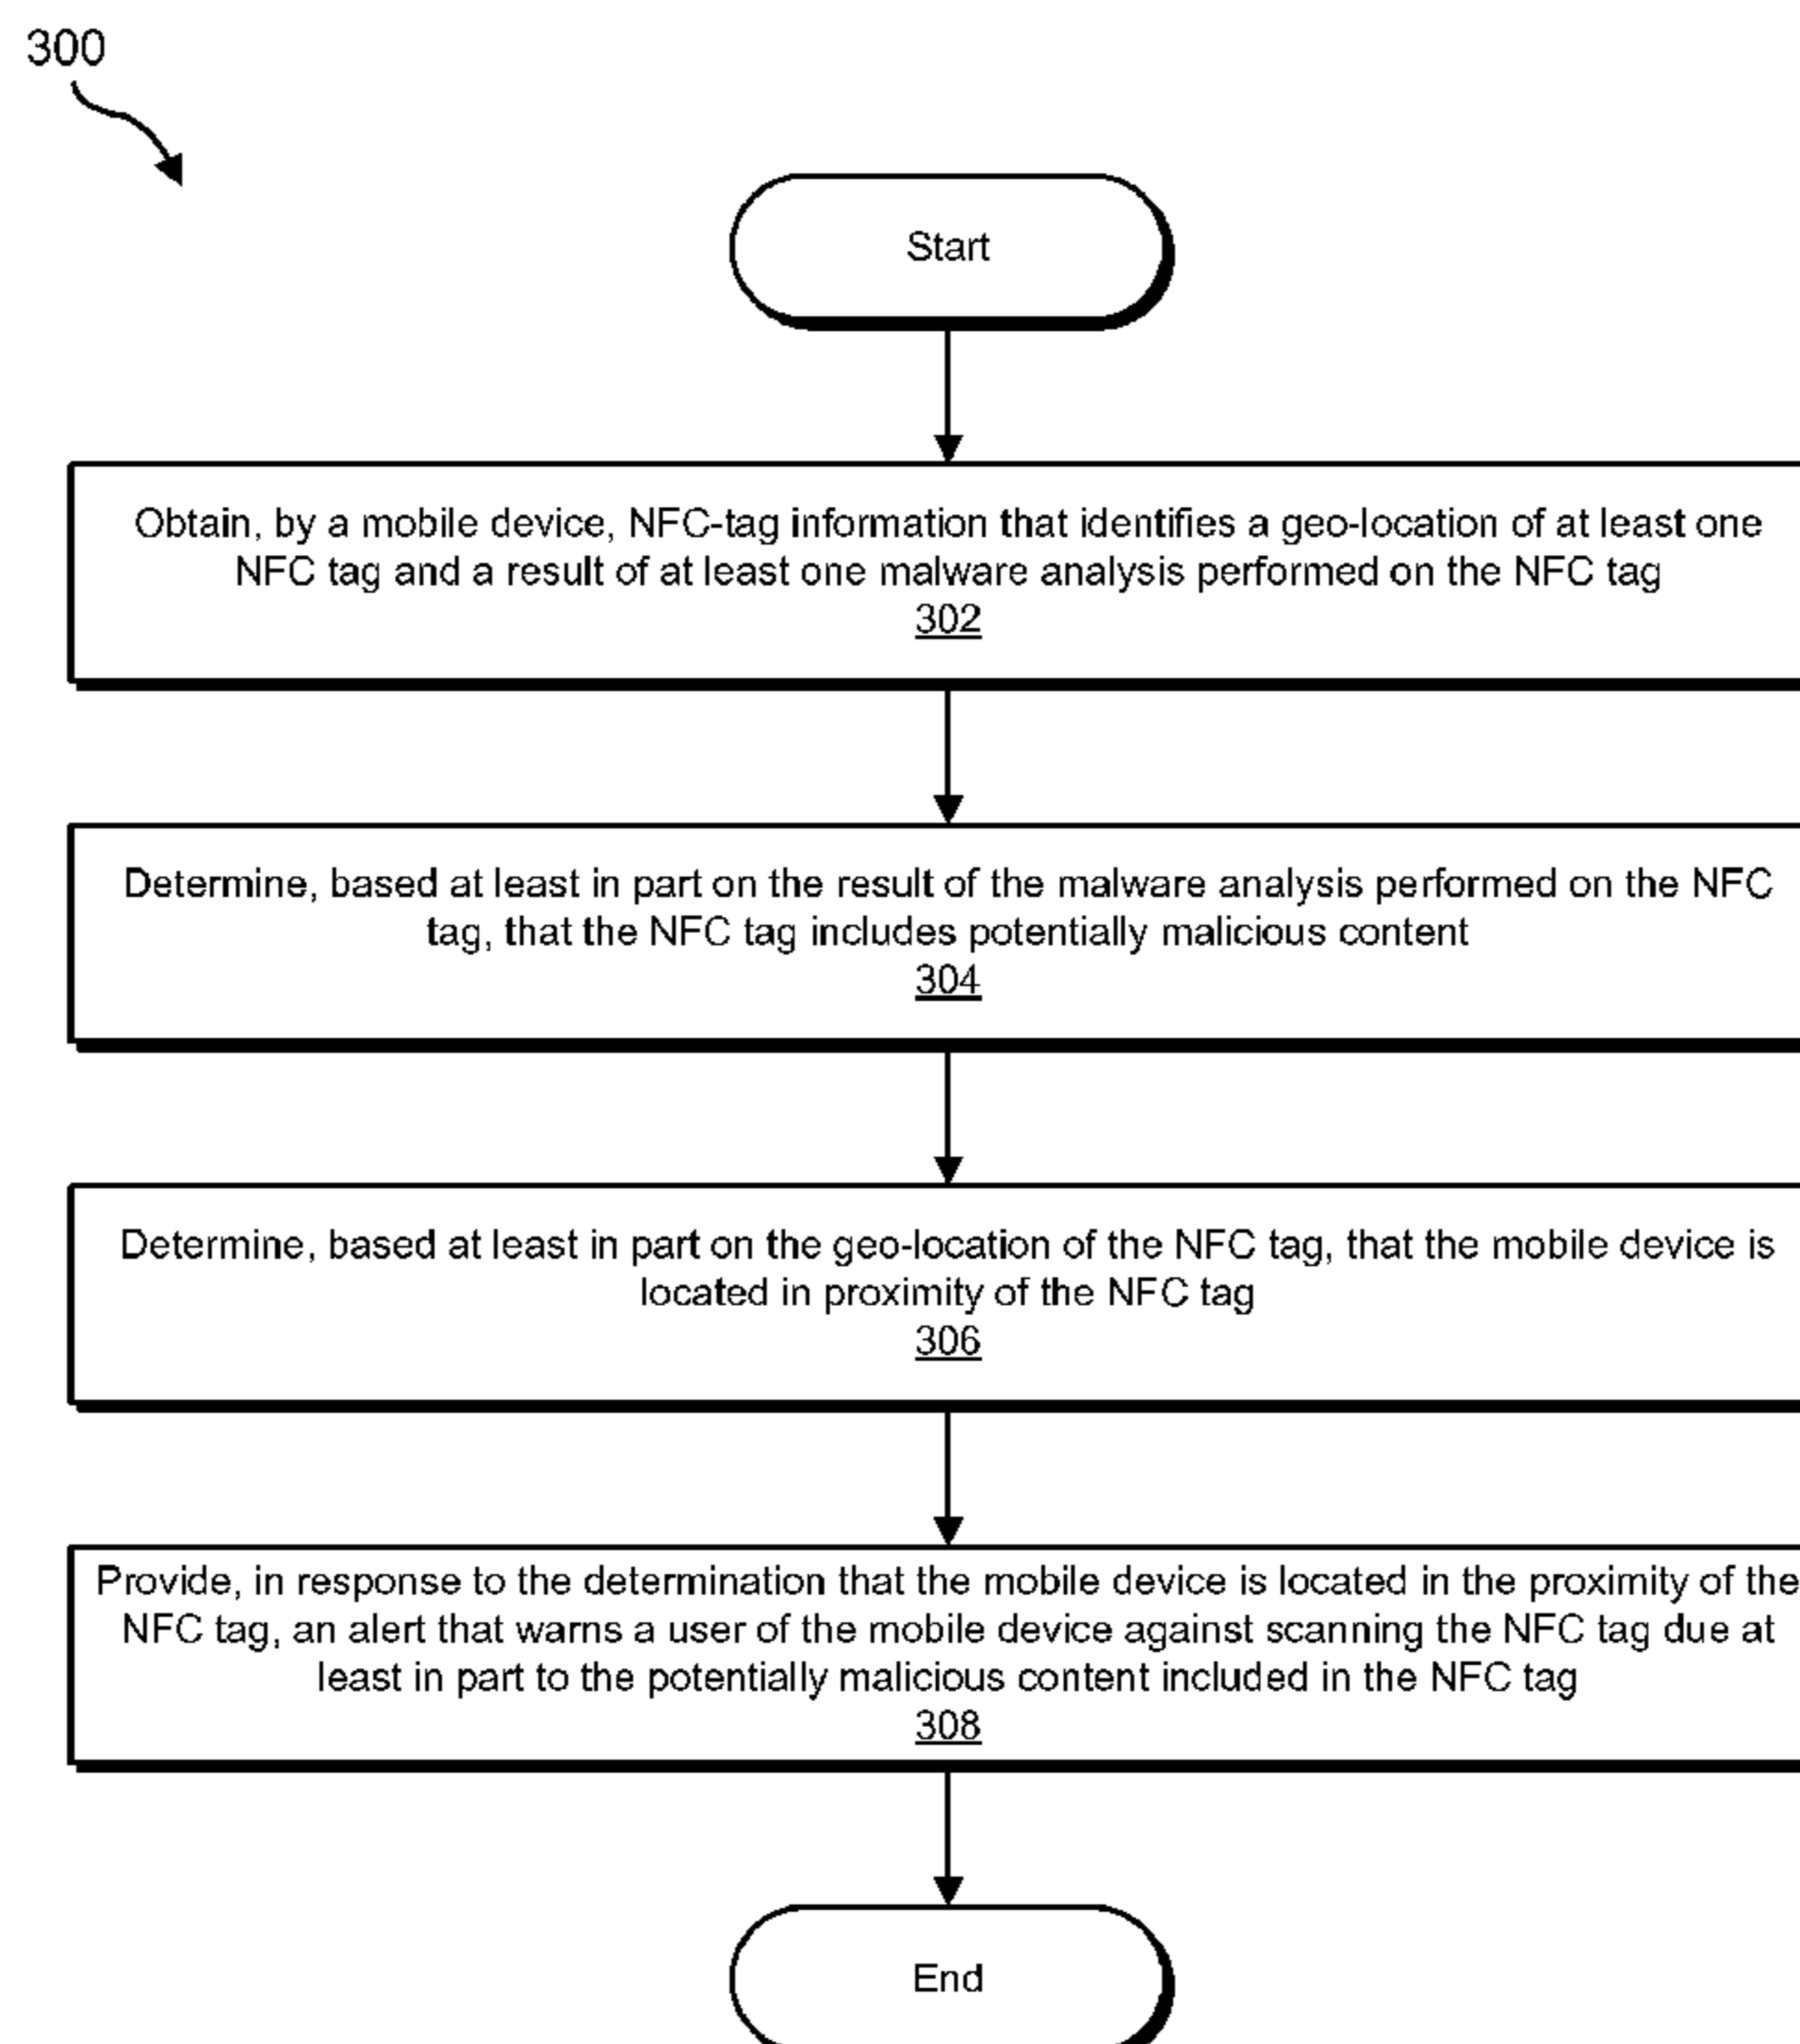 300
Start
Obtain, by a mobile device, NFC-tag information that identifies a geo-location of at least one
NFC tag and a result of at least one malware analysis performed on the NFC tag
302
Determine, based at least in part on the result of the malware analysis performed on the NFC
tag, that the NFC tag includes potentially malicious content
304
Determine, based at least in part on the geo-location of the NFC tag, that the mobile device is
located in proximity of the NFC tag
306
Provide, in response to the determination that the mobile device is located in the proximity of the
NFC tag, an alert that warns a user of the mobile device against scanning the NFC tag due at
least in part to the potentially malicious content included in the NFC tag
308
End